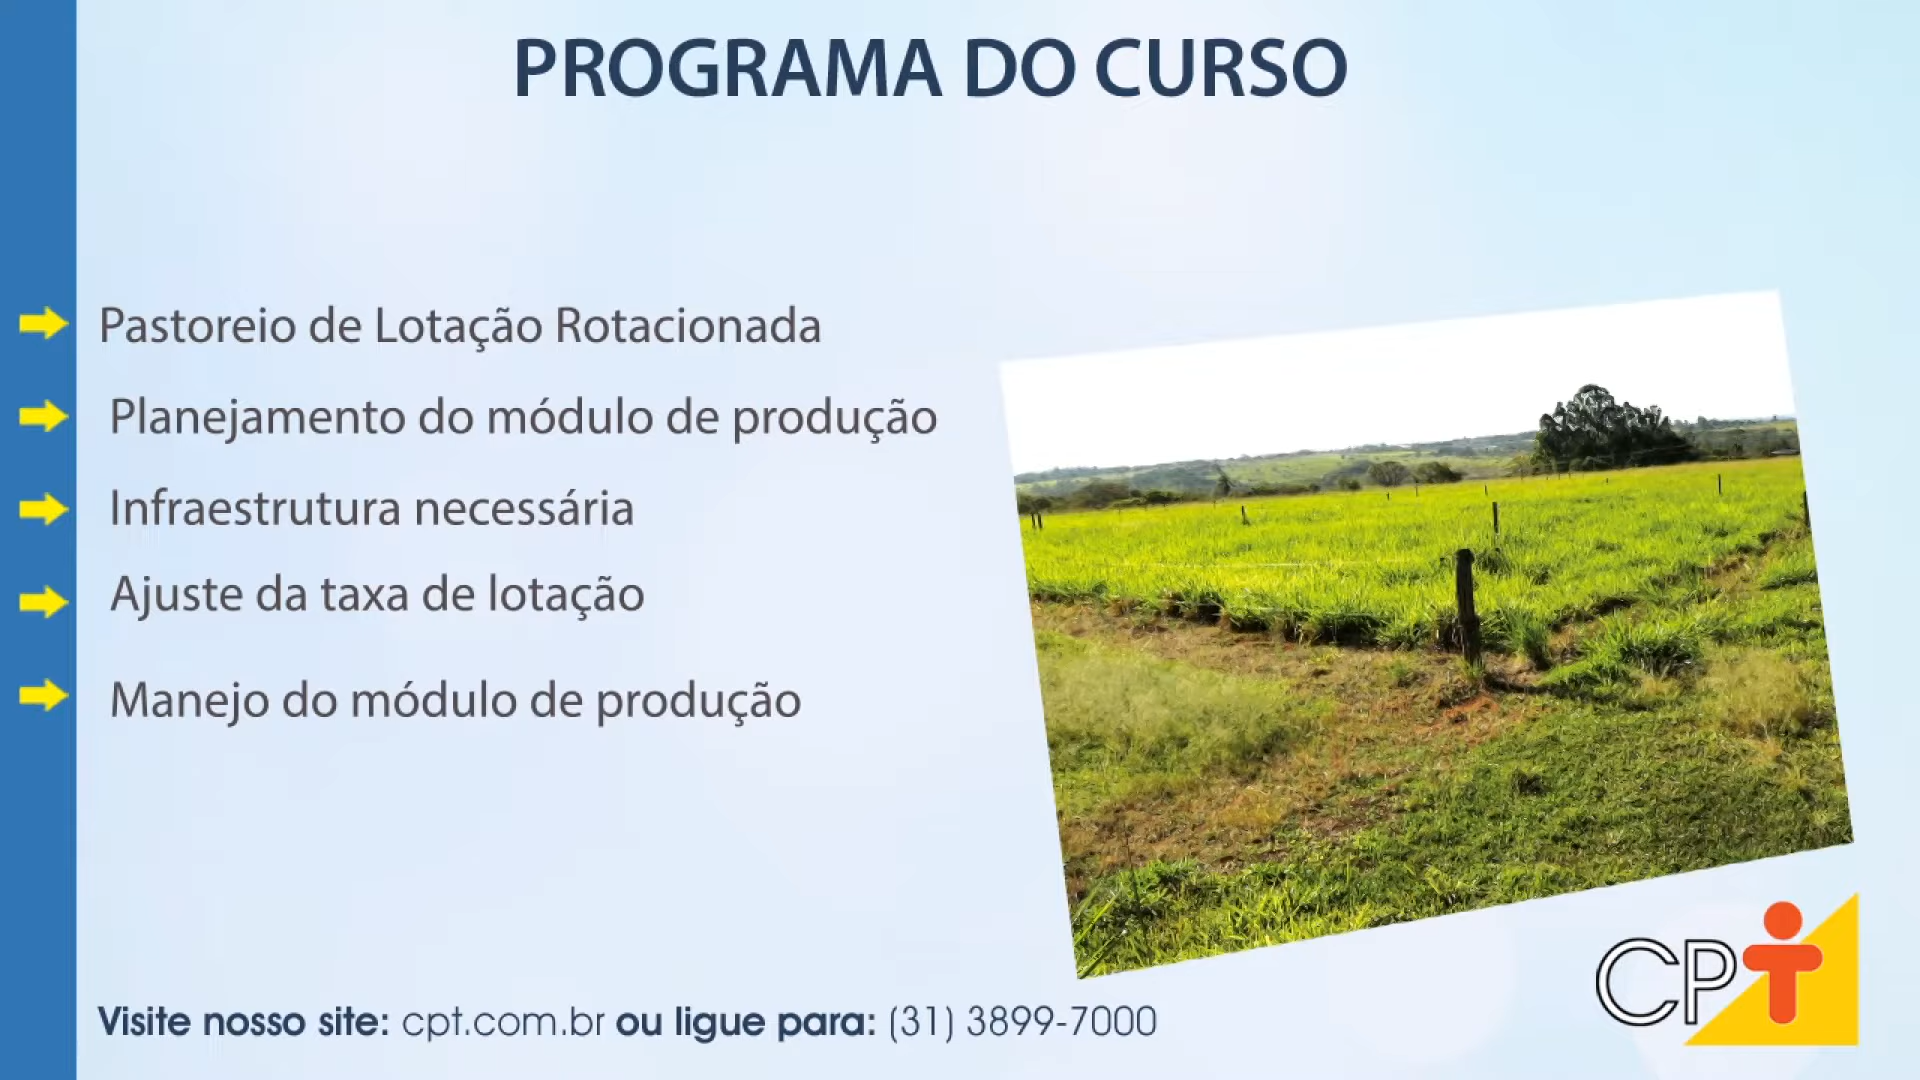 PROGRAMA DO CURSO
Pastoreio de Lotação Rotacionada
Planejamento do módulo de produção
Infraestrutura necessária
Ajuste da taxa de lotação
Manejo do módulo de produção
Visite nosso site: cpt.com.br ou ligue para: (31) 3899-7000
CPT